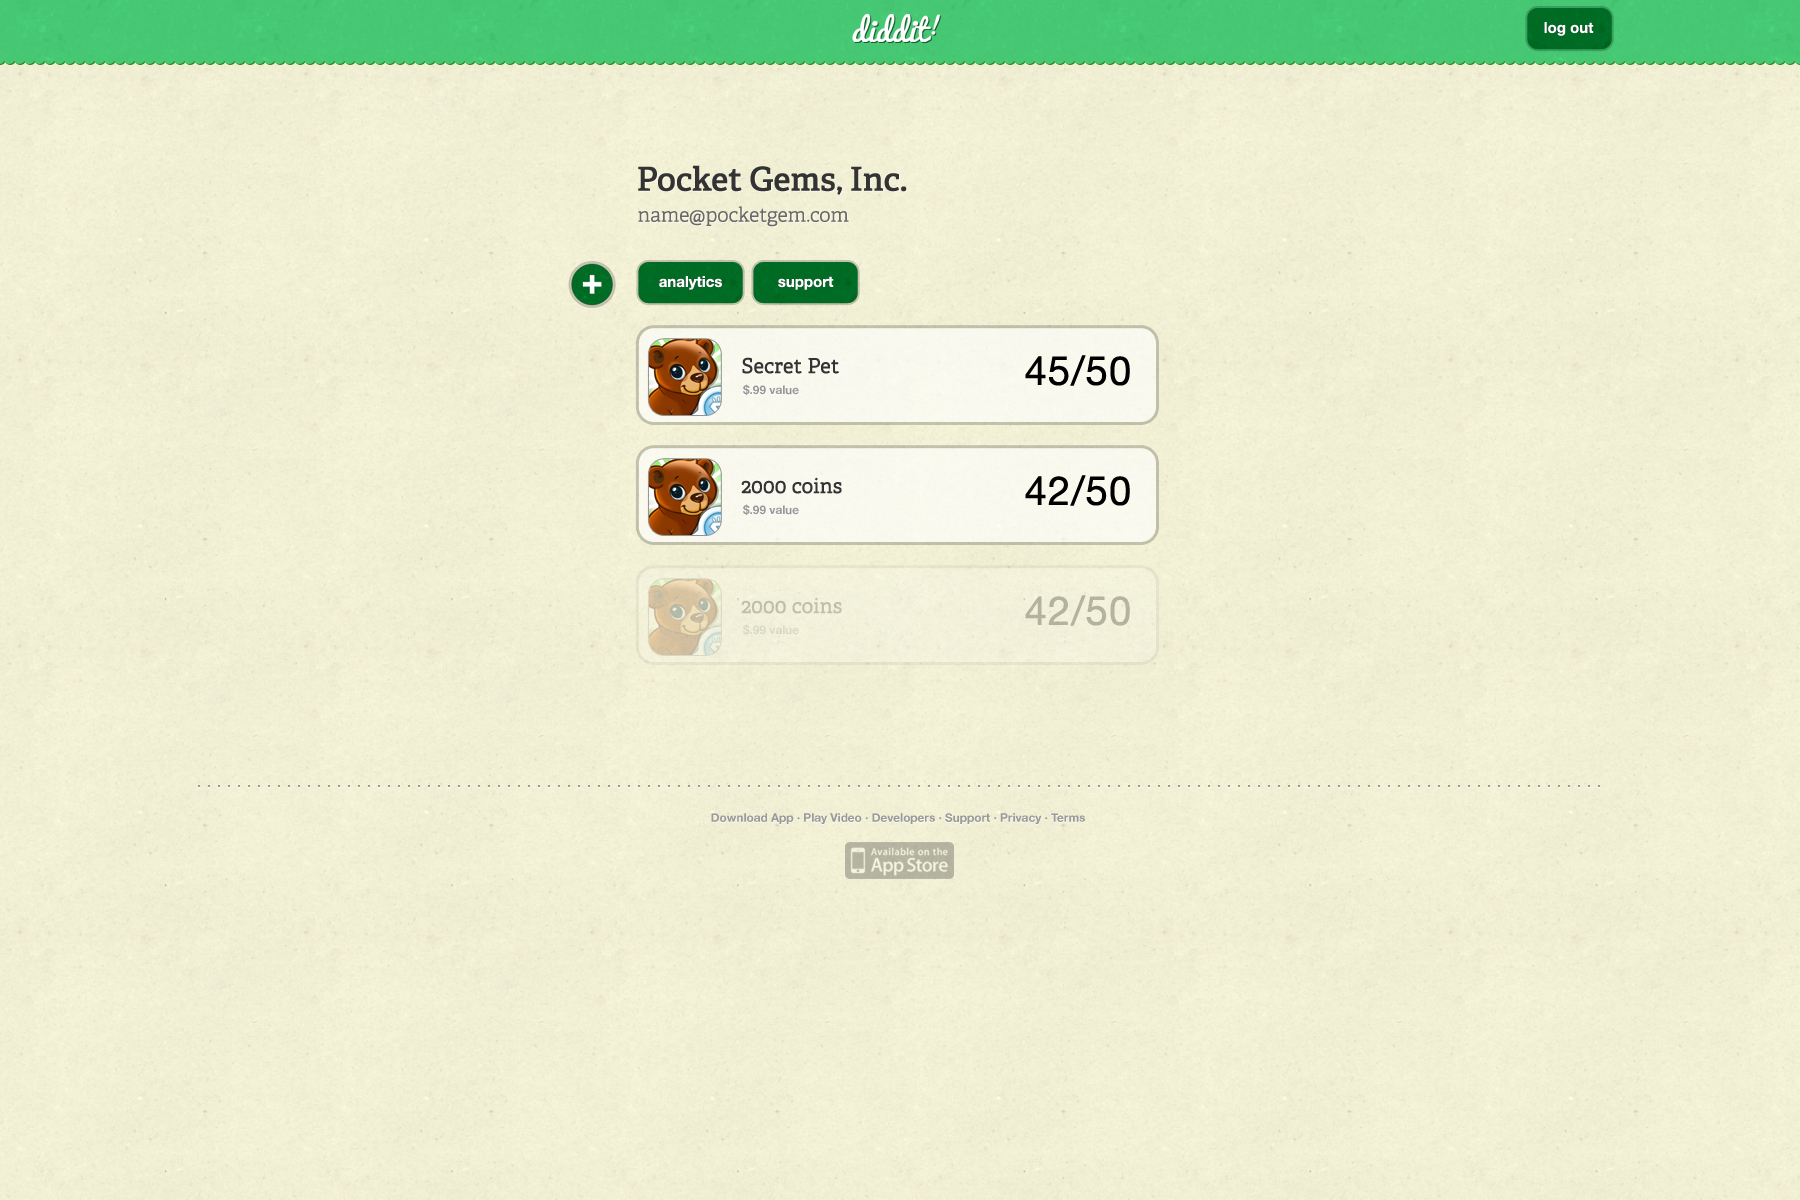 diddit!
log out
Pocket Gems, Inc.
name@pocketgem.com
analytics
support
Secret Pet
$.99 value
45/50
2000 coins
$.99 value
42/50
2000 coins
$.99 value
42/50
Download App · Play Video · Developers · Support · Privacy · Terms
Available on the
App Store